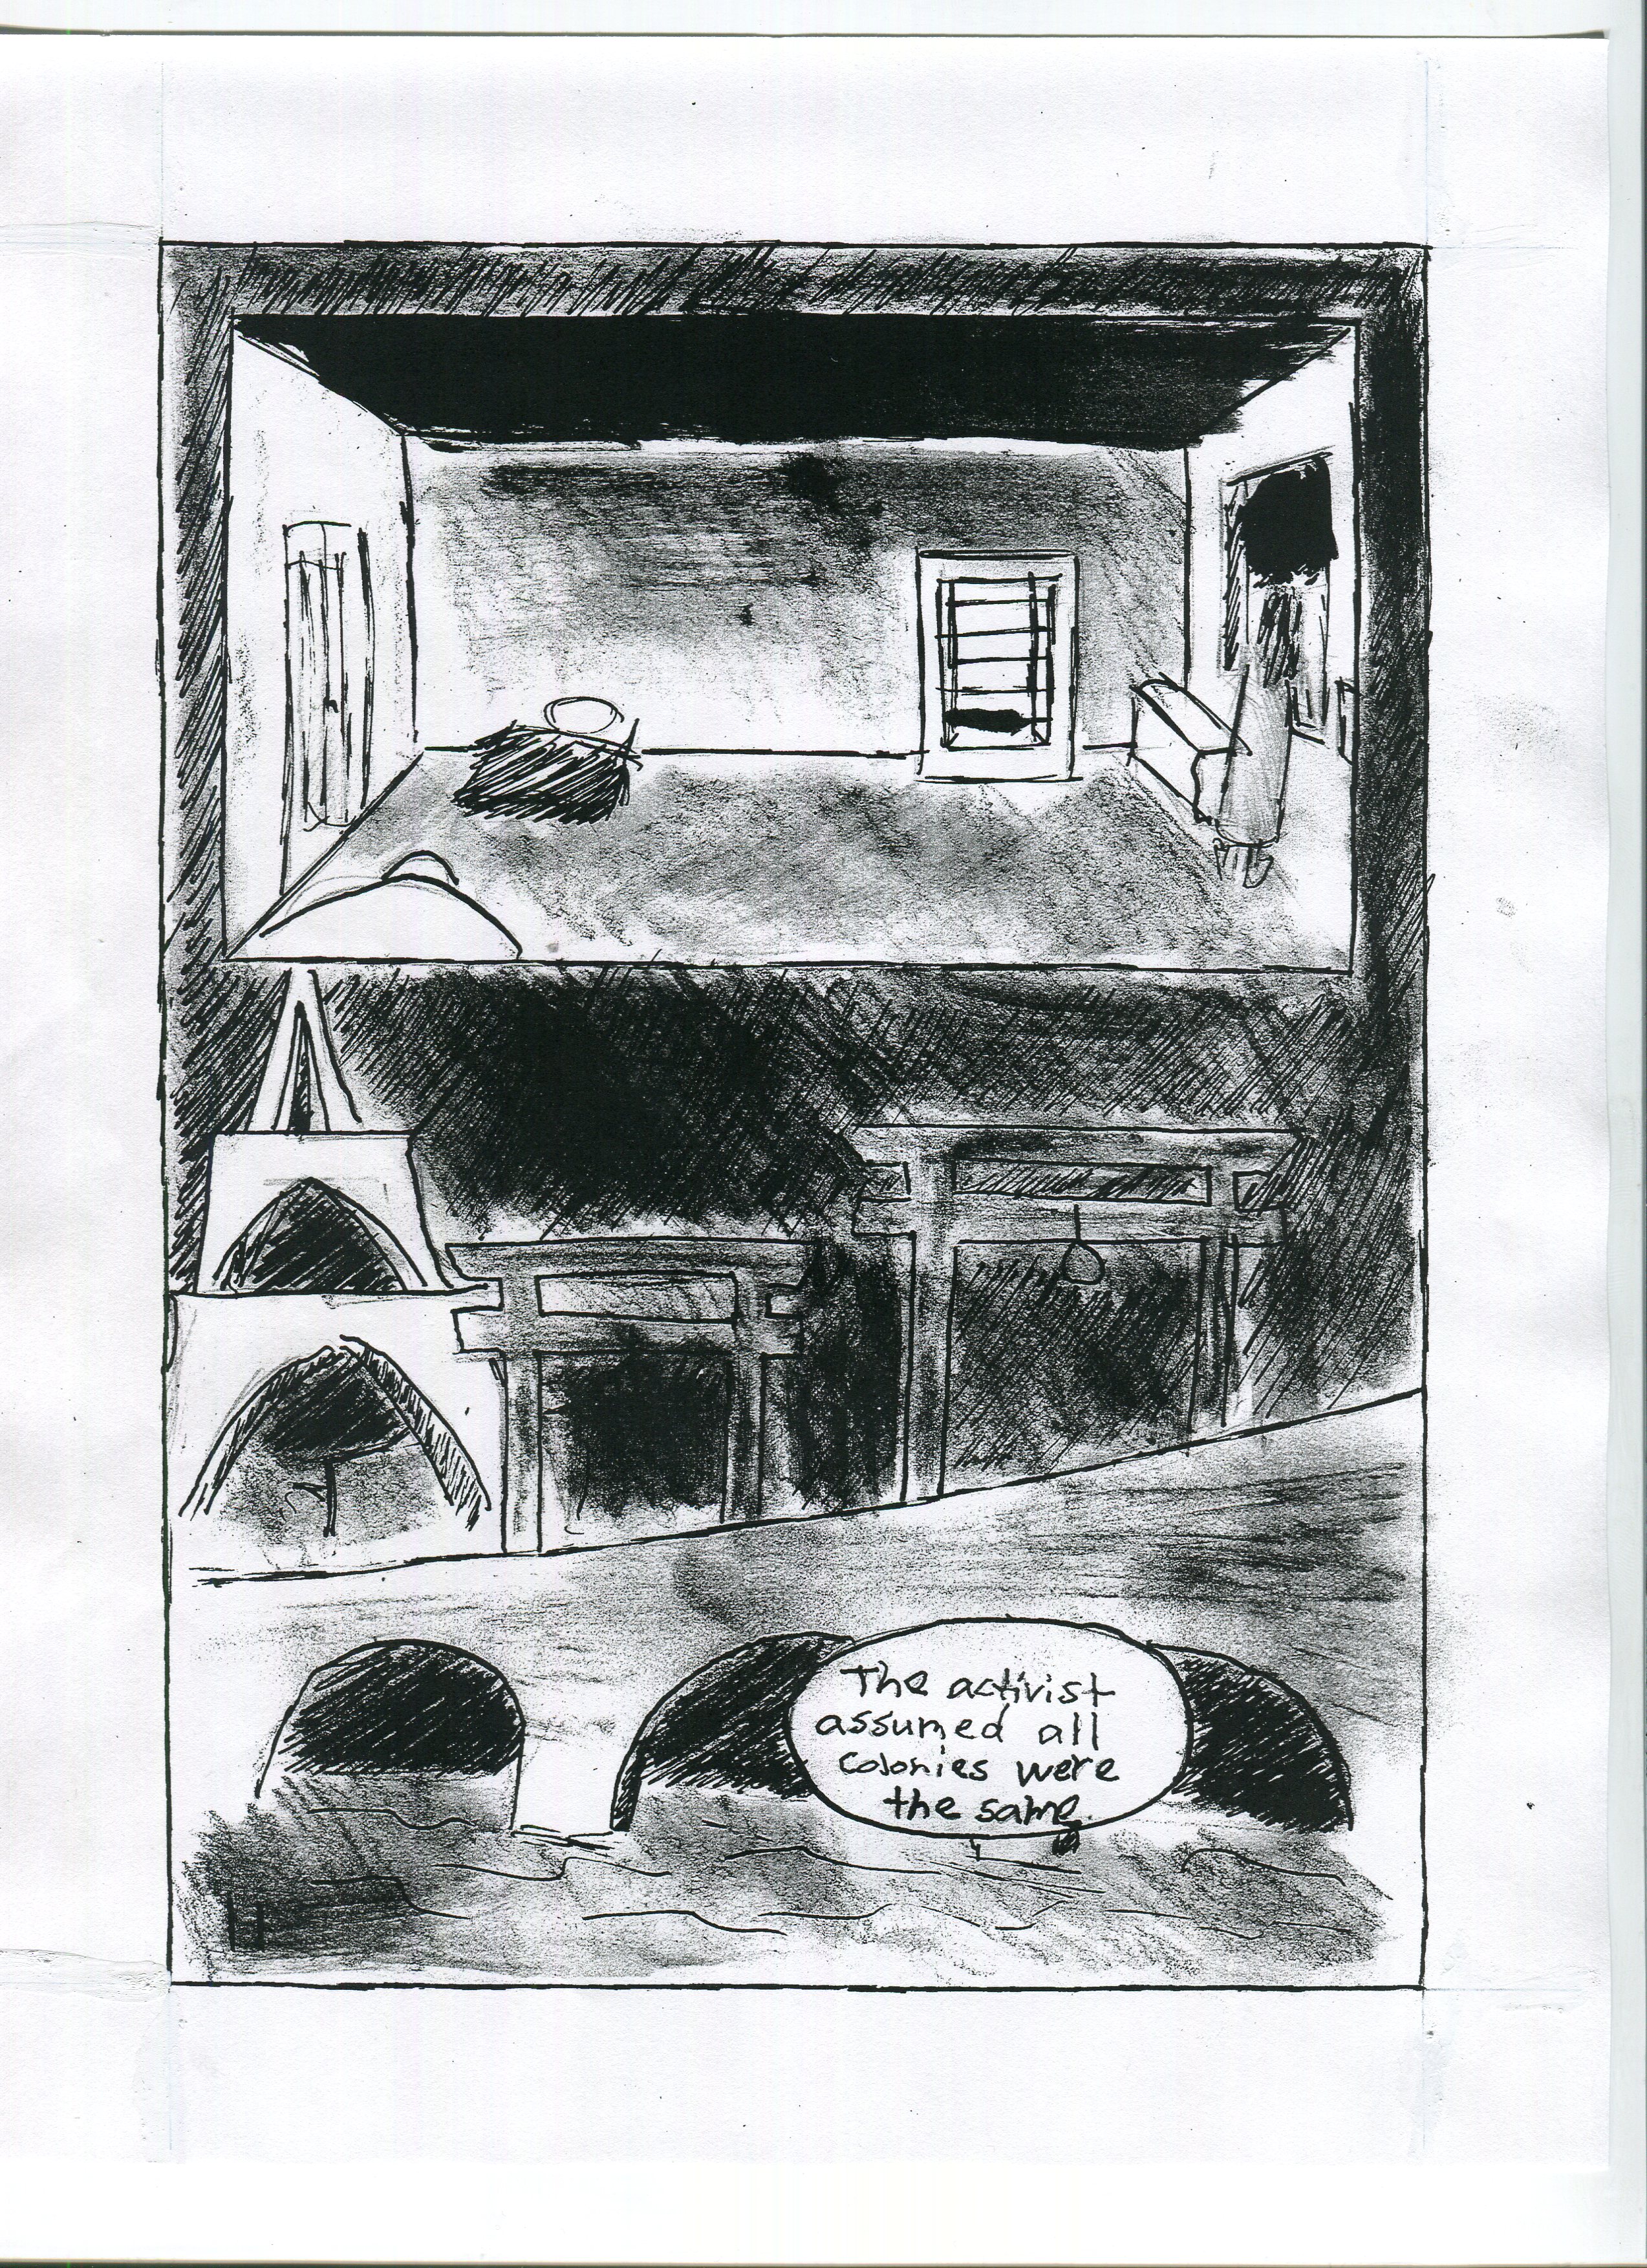 The activist
assumed all
colonies were
the same.